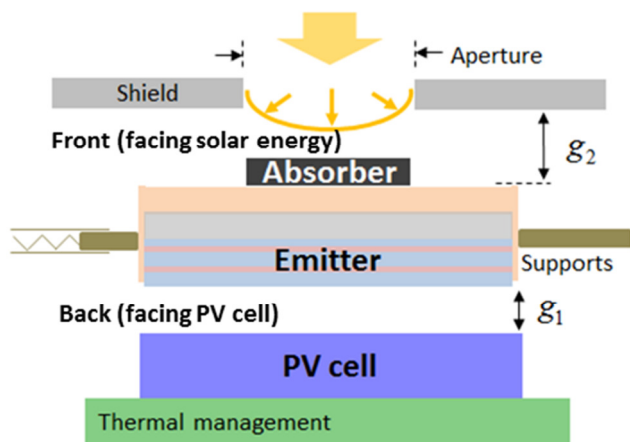 Aperture
Shield
Front (facing solar energy)
g2
Absorber
Emitter
Supports
Back (facing PV cell)
g1
PV cell
Thermal management